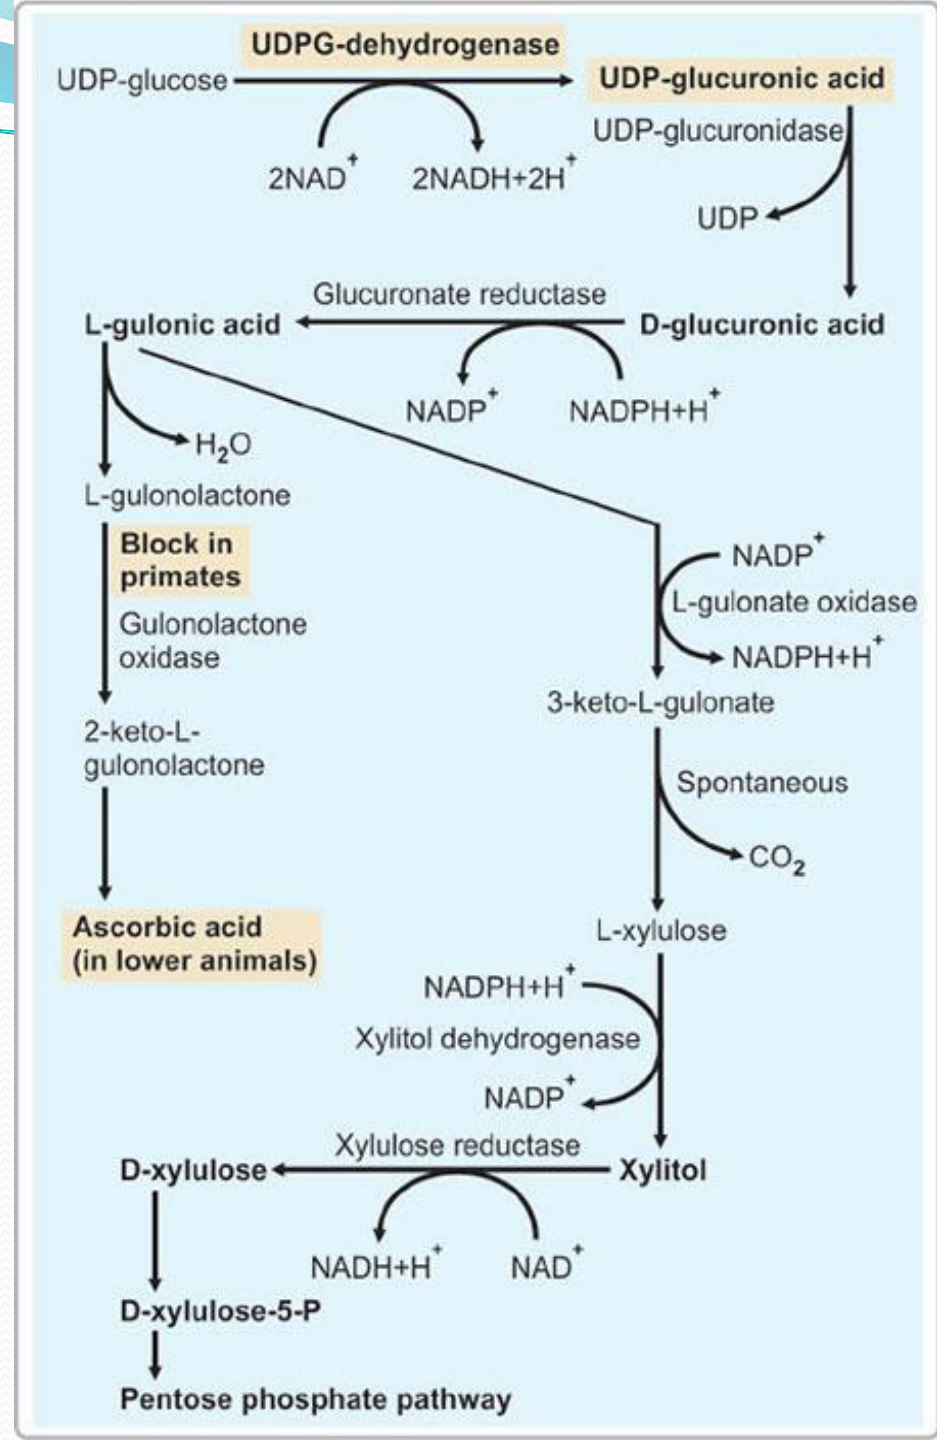 UDPG-dehydrogenase
UDP-glucose
UDP-glucuronic acid
UDP-glucuronidase
2NAD⁺
2NADH+2H⁺
UDP
Glucuronate reductase
L-gulonic acid
D-glucuronic acid
NADP⁺
NADPH+H⁺
H₂O
L-gulonolactone
Block in
primates
Gulonolactone
oxidase
NADP⁺
L-gulonate oxidase
NADPH+H⁺
3-keto-L-gulonate
2-keto-L-
gulonolactone
Spontaneous
CO₂
Ascorbic acid
(in lower animals)
L-xylulose
NADPH+H⁺
Xylitol dehydrogenase
NADP⁺
Xylulose reductase
D-xylulose
Xylitol
NADH+H⁺
NAD⁺
D-xylulose-5-P
Pentose phosphate pathway